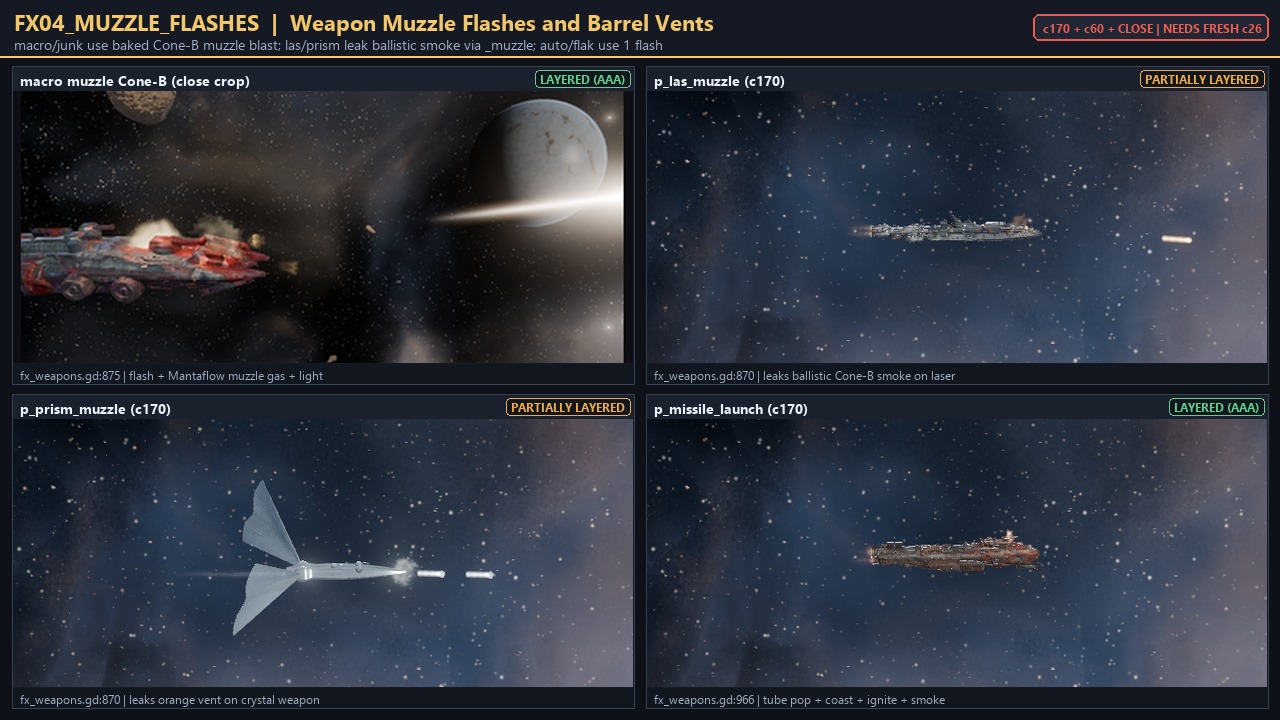 FX04_MUZZLE_FLASHES | Weapon Muzzle Flashes and Barrel Vents
macro/junk use baked Cone-B muzzle blast; las/prism leak ballistic smoke via _muzzle; auto/flak use 1 flash
c170 + c60 + CLOSE | NEEDS FRESH c26
macro muzzle Cone-B (close crop)
LAYERED (AAA)
fx_weapons.gd:875 | flash + Mantaflow muzzle gas + light
p_las_muzzle (c170)
PARTIALLY LAYERED
fx_weapons.gd:870 | leaks ballistic Cone-B smoke on laser
p_prism_muzzle (c170)
PARTIALLY LAYERED
fx_weapons.gd:870 | leaks orange vent on crystal weapon
p_missile_launch (c170)
LAYERED (AAA)
fx_weapons.gd:966 | tube pop + coast + ignite + smoke